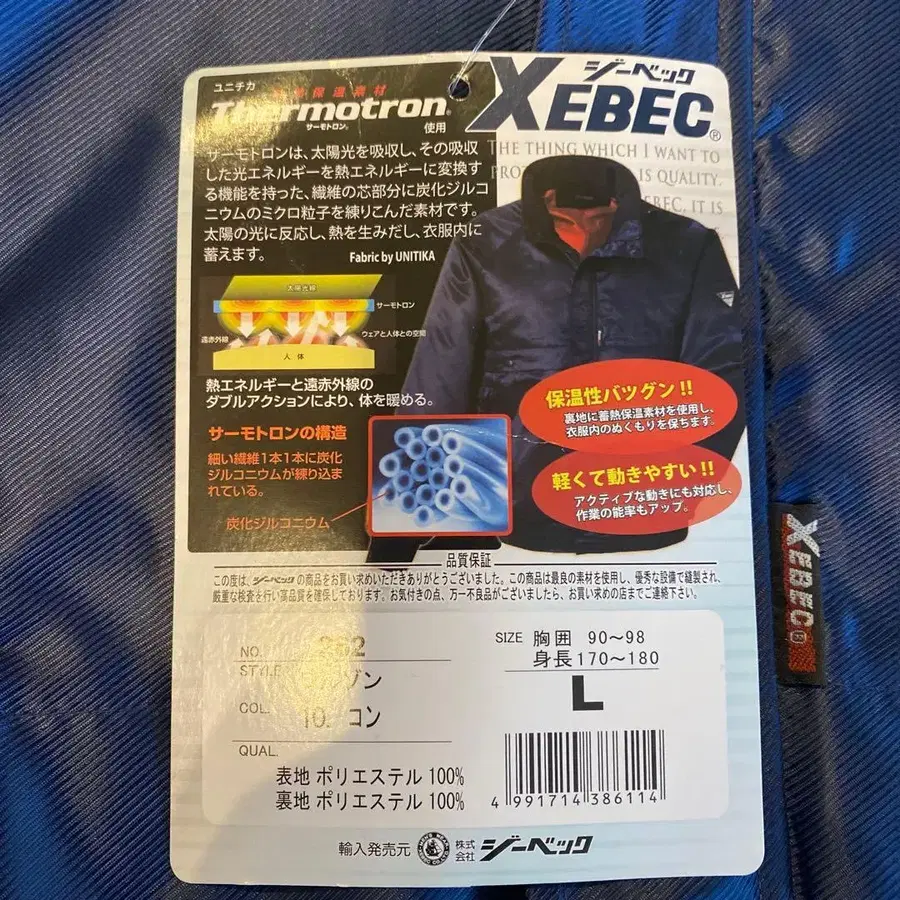 ユニチカ
蓄熱保温素材
Thermotron®
サーモトロン® 使用
サーモトロンは、太陽光を吸収し、その吸収
した光エネルギーを熱エネルギーに変換する
機能を持った、繊維の芯部分に炭化ジルコ
ニウムのミクロ粒子を練りこんだ素材です。
太陽の光に反応し、熱を生みだし、衣服内に
蓄えます。
Fabric by UNITIKA
太陽光線
サーモトロン
遠赤外線
ウェアと人体との空間
人体
熱エネルギーと遠赤外線の
ダブルアクションにより、体を暖める。
サーモトロンの構造
細い繊維1本1本に炭化
ジルコニウムが練り込ま
れている。
炭化ジルコニウム
ジーベック
XEBEC®
THE THING WHICH I WANT TO
IS QUALITY.
IT IS
保温性バツグン!!
裏地に蓄熱保温素材を使用し、
衣服内のぬくもりを保ちます。
軽くて動きやすい!!
アクティブな動きにも対応し、
作業の能率もアップ。
品質保証
この度は、ジーベックの商品をお買い求めいただきありがとうございました。この商品は最良の素材を使用し、優秀な設備で縫製され、
厳重な検査を行い高品質を確保しております。お気付きの点、万一不良品がございましたら、お買い求めの店までご連絡下さい。
NO.
STYLE
COL.
QUAL.
表地 ポリエステル 100%
裏地 ポリエステル 100%
SIZE 胸囲 90〜98
身長170〜180
L
4 991714 386114
輸入発売元 株式会社 ジーベック
XEBEC®